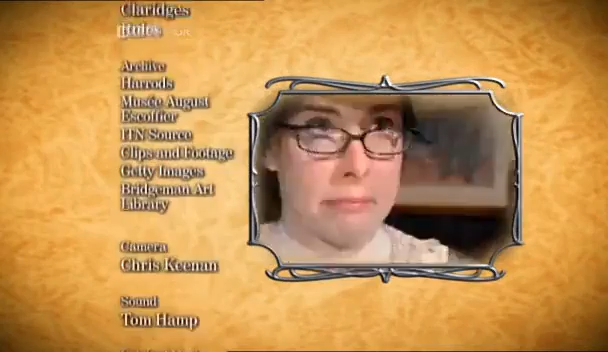 Claridges
Archive
Harrods
Musée August
Escoffier
ITN Source
Clips and Footage
Getty Images
Bridgeman Art
Library
Camera
Chris Keenan
Sound
Tom Hamp